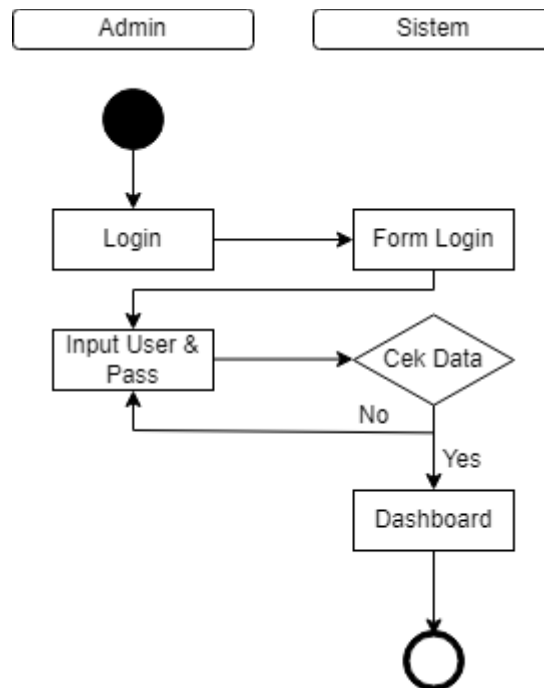 Admin
Sistem
Login
Form Login
Input User &
Pass
Cek Data
No
Yes
Dashboard